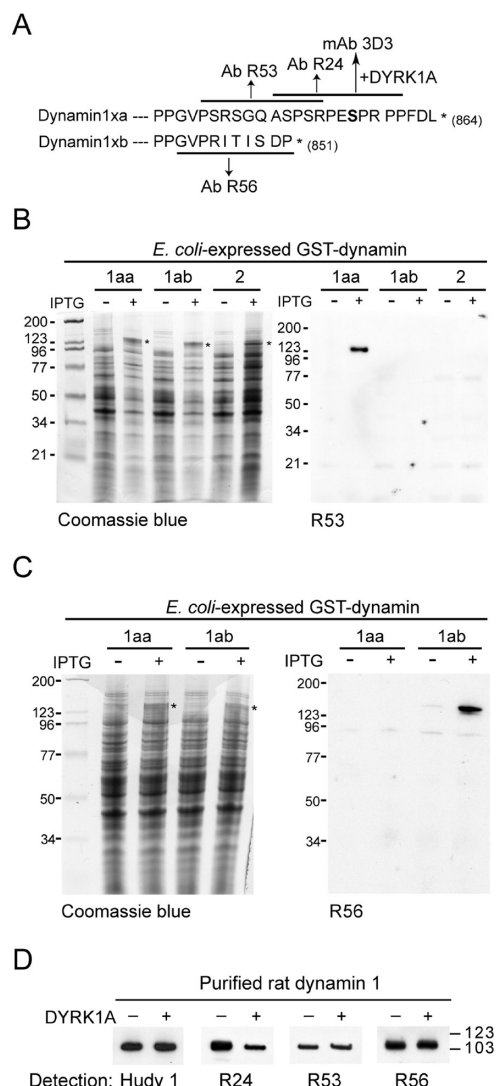 A
mAb 3D3
Ab R53
Ab R24
+DYRK1A
Dynamin1xa --- PPGVPSRSGQ ASPSRPESPR PPFDL * (864)
Dynamin1xb --- PPGVPRITIS DP * (851)
Ab R56
B
E. coli-expressed GST-dynamin
1aa 1ab 2 1aa 1ab 2
IPTG – + – + – + IPTG – + – + – +
200 200
123 * * * 123
96 96
77 77
50 50
34 34
21 21
Coomassie blue R53
C
E. coli-expressed GST-dynamin
1aa 1ab 1aa 1ab
IPTG – + – + IPTG – + – +
200 200
123 * * 123
96 96
77 77
50 50
34 34
Coomassie blue R56
D
Purified rat dynamin 1
DYRK1A – + – + – + – +
123
103
Detection: Hudy 1 R24 R53 R56